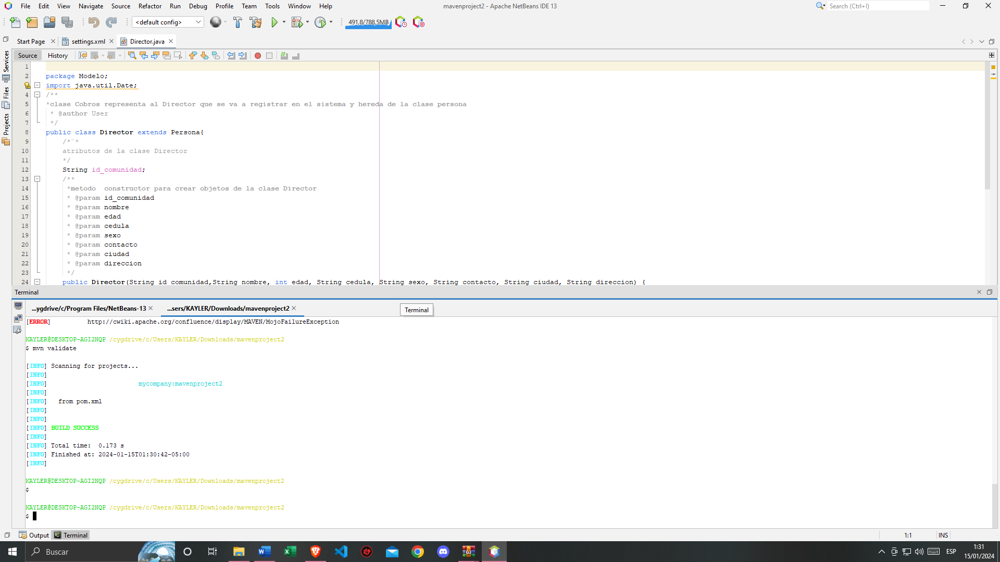 File Edit View Navigate Source Refactor Run Debug Profile Team Tools Window Help
mavenproject2 - Apache NetBeans IDE 13
Search (Ctrl+I)
<default config>
491,8/788,5MB
Start Page
settings.xml
Director.java
Source
History
Services
Files
Projects
1
2 package Modelo;
import java.util.Date;
4 /**
5 *clase Cobros representa al Director que se va a registrar en el sistema y hereda de la clase persona
6 * @author User
7 */
8 public class Director extends Persona{
9 /*¨*
10 atributos de la clase Director
11 */
12 String id_comunidad;
13 /**
14 *metodo  constructor para crear objetos de la clase Director
15 * @param id_comunidad
16 * @param nombre
17 * @param edad
18 * @param cedula
19 * @param sexo
20 * @param contacto
21 * @param ciudad
22 * @param direccion
23 */
24 public Director(String id_comunidad,String nombre, int edad, String cedula, String sexo, String contacto, String ciudad, String direccion) {
Terminal
...ygdrive/c/Program Files/NetBeans-13
...sers/KAYLER/Downloads/mavenproject2
Terminal
[ERROR] http://cwiki.apache.org/confluence/display/MAVEN/MojoFailureException
KAYLER@DESKTOP-AGI2NQP /cygdrive/c/Users/KAYLER/Downloads/mavenproject2
$ mvn validate
[INFO] Scanning for projects...
[INFO]
[INFO] mycompany:mavenproject2
[INFO]
[INFO] from pom.xml
[INFO]
[INFO]
[INFO] BUILD SUCCESS
[INFO]
[INFO] Total time:  0.173 s
[INFO] Finished at: 2024-01-15T01:30:42-05:00
[INFO]
KAYLER@DESKTOP-AGI2NQP /cygdrive/c/Users/KAYLER/Downloads/mavenproject2
$
KAYLER@DESKTOP-AGI2NQP /cygdrive/c/Users/KAYLER/Downloads/mavenproject2
$
Output
Terminal
1:1
INS
Buscar
ESP
1:31
15/01/2024